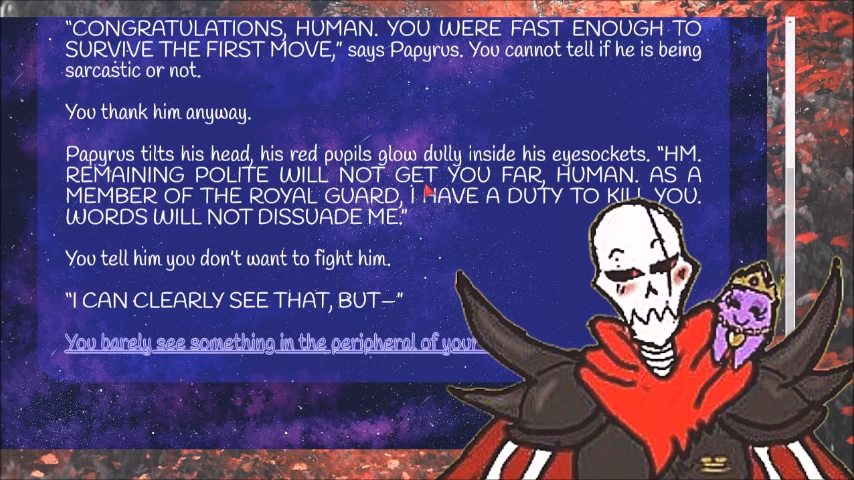 “CONGRATULATIONS, HUMAN. YOU WERE FAST ENOUGH TO
SURVIVE THE FIRST MOVE,” says Papyrus. You cannot tell if he is being
sarcastic or not.
You thank him anyway.
Papyrus tilts his head, his red pupils glow dully inside his eyesockets. “HM.
REMAINING POLITE WILL NOT GET YOU FAR, HUMAN. AS A
MEMBER OF THE ROYAL GUARD, I HAVE A DUTY TO KILL YOU.
WORDS WILL NOT DISSUADE ME.”
You tell him you don’t want to fight him.
“I CAN CLEARLY SEE THAT, BUT—”
You barely see something in the peripheral of your